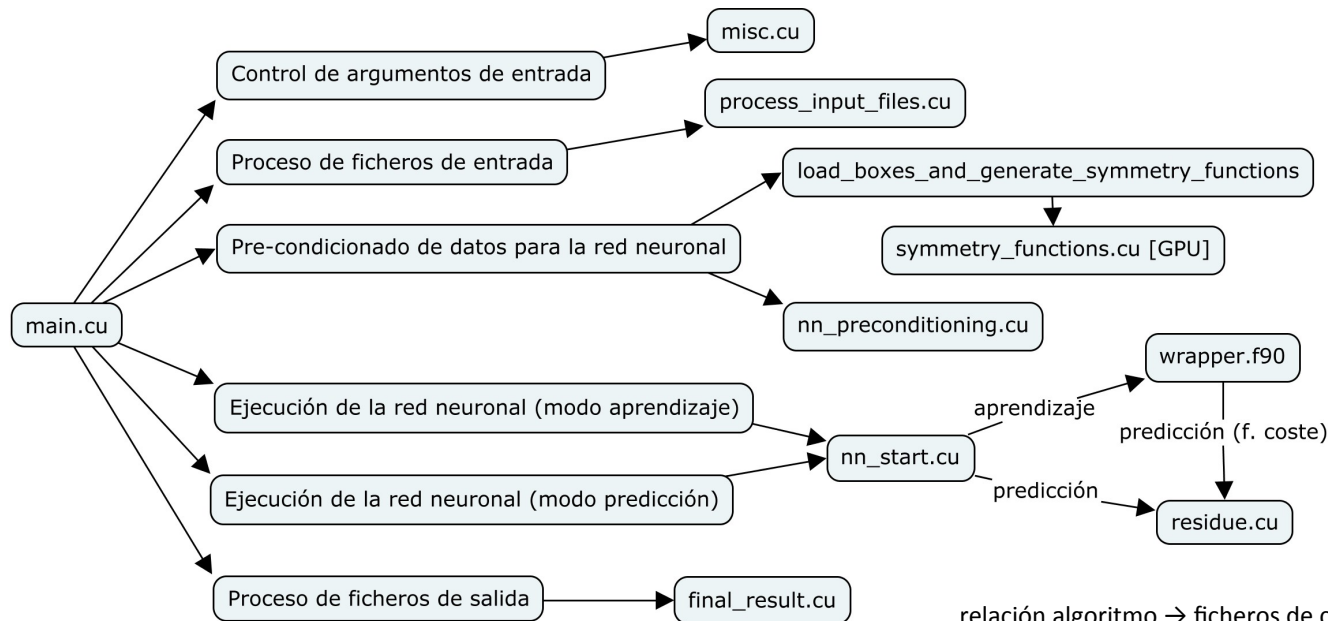 misc.cu
Control de argumentos de entrada
process_input_files.cu
Proceso de ficheros de entrada
load_boxes_and_generate_symmetry_functions
Pre-condicionado de datos para la red neuronal
symmetry_functions.cu [GPU]
main.cu
nn_preconditioning.cu
wrapper.f90
Ejecución de la red neuronal (modo aprendizaje)
aprendizaje
predicción (f. coste)
nn_start.cu
Ejecución de la red neuronal (modo predicción)
predicción
residue.cu
Proceso de ficheros de salida
final_result.cu
relación algoritmo → ficheros de